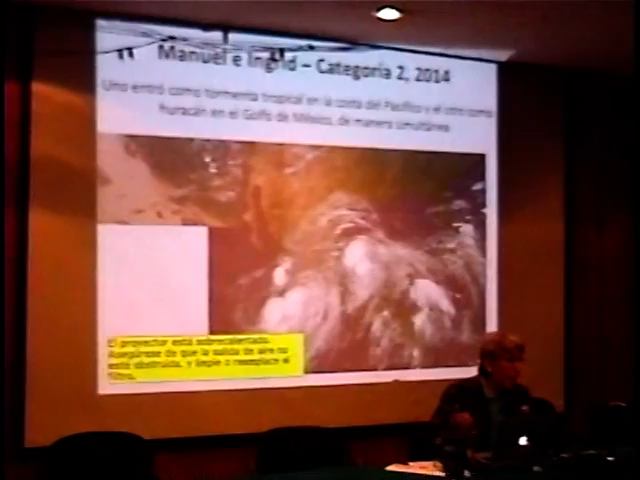 Manuel e Ingrid – Categoría 2, 2014
Uno entró como tormenta tropical en la costa del Pacífico y el otro como
huracán en el Golfo de México, de manera simultánea
El proyector está sobrecalentado.
Asegúrese de que la salida de aire no
está obstruida, y limpie o reemplace el
filtro.